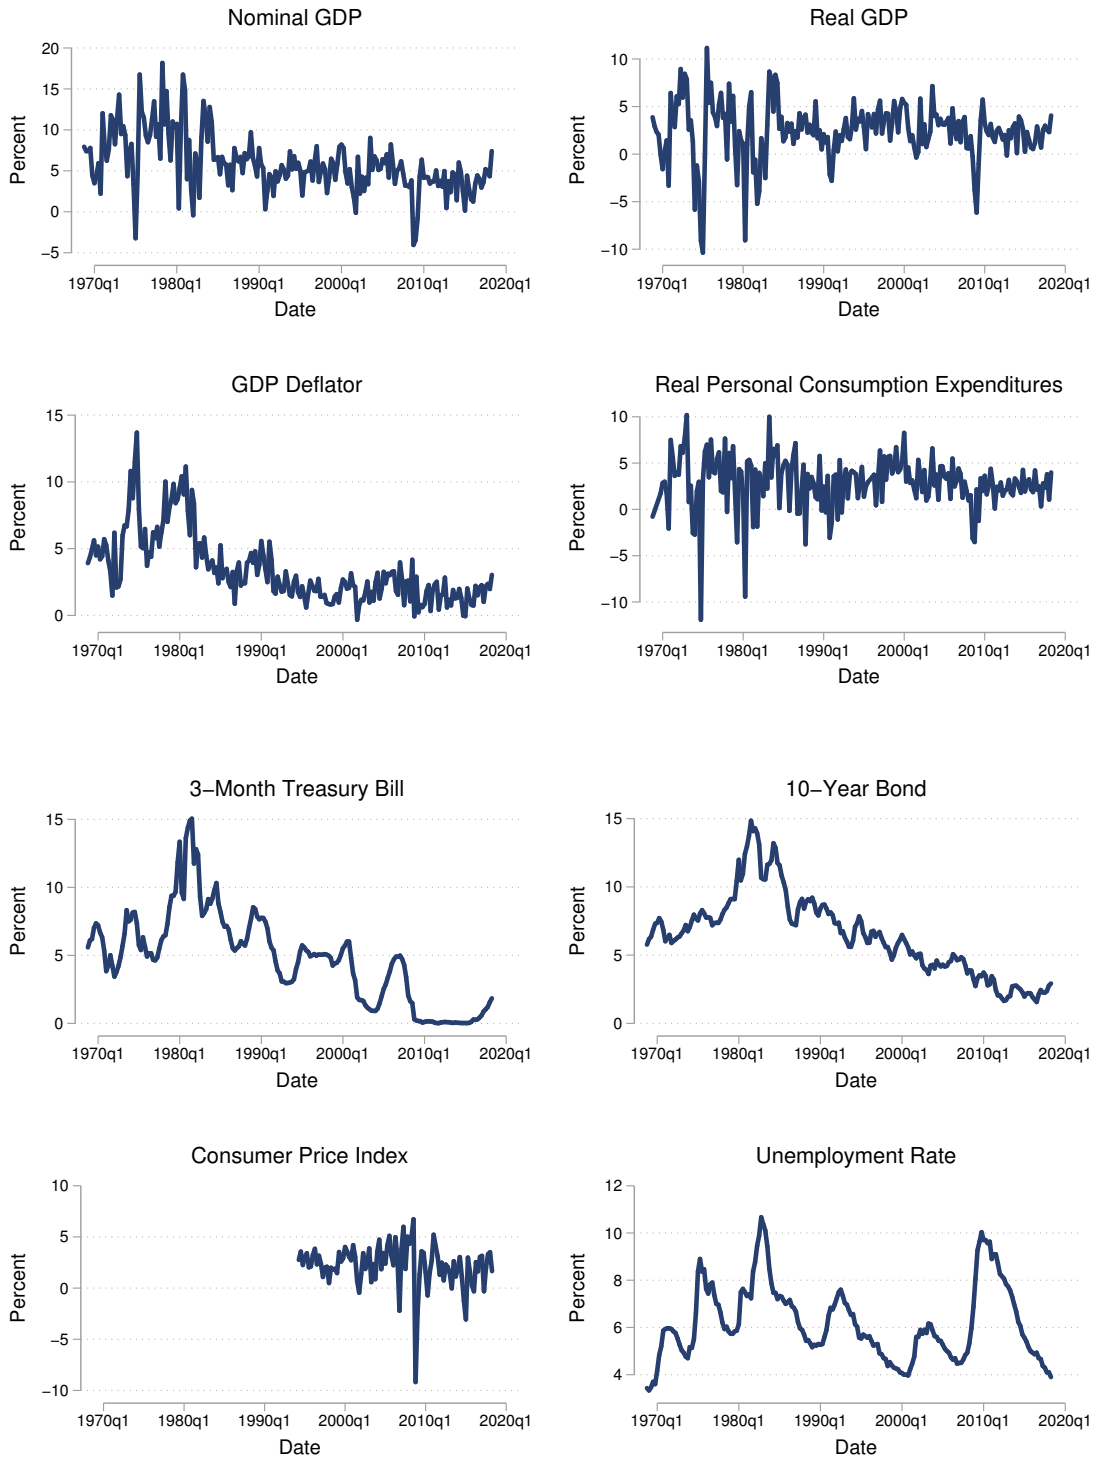 Nominal GDP
Percent
20
15
10
5
0
−5
1970q1 1980q1 1990q1 2000q1 2010q1 2020q1
Date
Real GDP
Percent
10
5
0
−5
−10
1970q1 1980q1 1990q1 2000q1 2010q1 2020q1
Date
GDP Deflator
Percent
15
10
5
0
1970q1 1980q1 1990q1 2000q1 2010q1 2020q1
Date
Real Personal Consumption Expenditures
Percent
10
5
0
−5
−10
1970q1 1980q1 1990q1 2000q1 2010q1 2020q1
Date
3−Month Treasury Bill
Percent
15
10
5
0
1970q1 1980q1 1990q1 2000q1 2010q1 2020q1
Date
10−Year Bond
Percent
15
10
5
0
1970q1 1980q1 1990q1 2000q1 2010q1 2020q1
Date
Consumer Price Index
Percent
10
5
0
−5
−10
1970q1 1980q1 1990q1 2000q1 2010q1 2020q1
Date
Unemployment Rate
Percent
12
10
8
6
4
1970q1 1980q1 1990q1 2000q1 2010q1 2020q1
Date